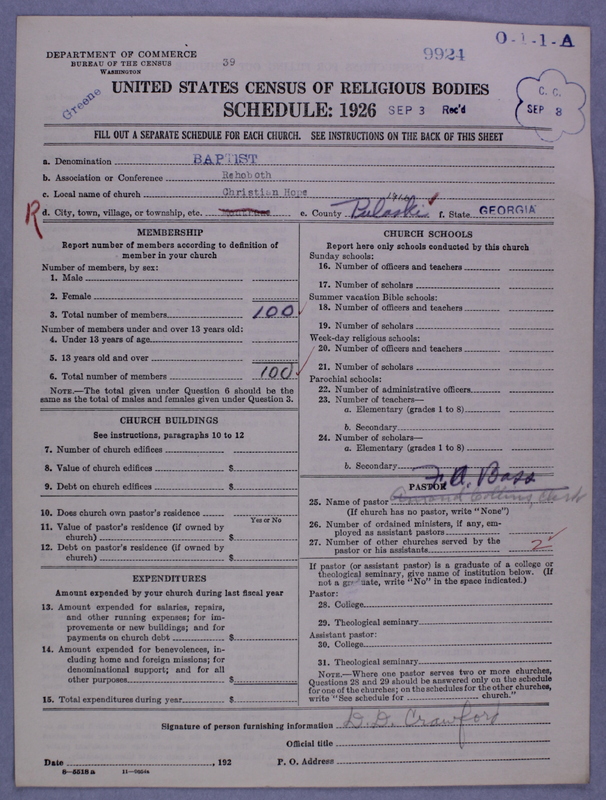 O-1-1-A
9924
DEPARTMENT OF COMMERCE
BUREAU OF THE CENSUS
WASHINGTON
39
Greene
UNITED STATES CENSUS OF RELIGIOUS BODIES
SCHEDULE: 1926
SEP 3 Rec'd
C. C.
SEP 8
FILL OUT A SEPARATE SCHEDULE FOR EACH CHURCH. SEE INSTRUCTIONS ON THE BACK OF THIS SHEET
a. Denomination BAPTIST
b. Association or Conference Rehoboth
c. Local name of church Christian Hope
R d. City, town, village, or township, etc. e. County Pulaski f. State GEORGIA
MEMBERSHIP
Report number of members according to definition of
member in your church
Number of members, by sex:
1. Male
2. Female
3. Total number of members 100
Number of members under and over 13 years old:
4. Under 13 years of age
5. 13 years old and over
6. Total number of members 100
NOTE.—The total given under Question 6 should be the
same as the total of males and females given under Question 3.
CHURCH BUILDINGS
See instructions, paragraphs 10 to 12
7. Number of church edifices
8. Value of church edifices $
9. Debt on church edifices $
10. Does church own pastor's residence
Yes or No
11. Value of pastor's residence (if owned by
church) $
12. Debt on pastor's residence (if owned by
church) $
EXPENDITURES
Amount expended by your church during last fiscal year
13. Amount expended for salaries, repairs,
and other running expenses; for im-
provements or new buildings; and for
payments on church debt $
14. Amount expended for benevolences, in-
cluding home and foreign missions; for
denominational support; and for all
other purposes $
15. Total expenditures during year $
CHURCH SCHOOLS
Report here only schools conducted by this church
Sunday schools:
16. Number of officers and teachers
17. Number of scholars
Summer vacation Bible schools:
18. Number of officers and teachers
19. Number of scholars
Week-day religious schools:
20. Number of officers and teachers
21. Number of scholars
Parochial schools:
22. Number of administrative officers
23. Number of teachers—
a. Elementary (grades 1 to 8)
b. Secondary
24. Number of scholars—
a. Elementary (grades 1 to 8)
b. Secondary
F. A. Bass
PASTOR
25. Name of pastor Collins, Clerk
(If church has no pastor, write "None")
26. Number of ordained ministers, if any, em-
ployed as assistant pastors
27. Number of other churches served by the
pastor or his assistants 2
If pastor (or assistant pastor) is a graduate of a college or
theological seminary, give name of institution below. (If
not a graduate, write "No" in the space indicated.)
Pastor:
28. College
29. Theological seminary
Assistant pastor:
30. College
31. Theological seminary
NOTE.—Where one pastor serves two or more churches,
Questions 28 and 29 should be answered only on the schedule
for one of the churches; on the schedules for the other churches,
write "See schedule for church."
Signature of person furnishing information D. D. Crawford
Official title
Date , 192 P. O. Address
8—5518 a